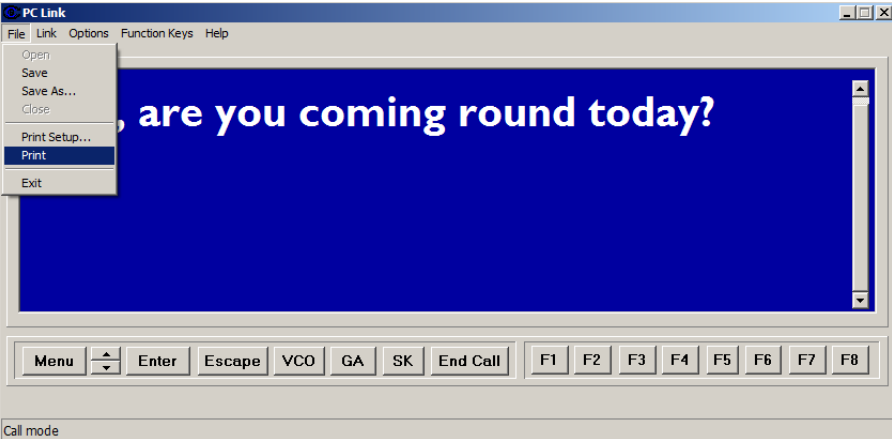 PC Link
File Link Options Function Keys Help
Open
Save
Save As...
Close
Print Setup...
Print
Exit
, are you coming round today?
Menu Enter Escape VCO GA SK End Call F1 F2 F3 F4 F5 F6 F7 F8
Call mode